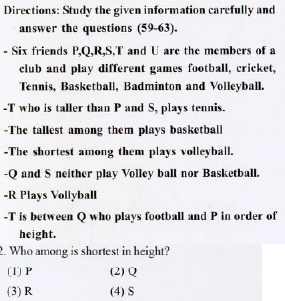 Directions: Study the given information carefully and
answer the questions (59-63).
- Six friends P,Q,R,S,T and U are the members of a
club and play different games football, cricket,
Tennis, Basketball, Badminton and Volleyball.
-T who is taller than P and S, plays tennis.
-The tallest among them plays basketball
-The shortest among them plays volleyball.
-Q and S neither play Volley ball nor Basketball.
-R Plays Vollyball
-T is between Q who plays football and P in order of
height.
2. Who among is shortest in height?
(1) P (2) Q
(3) R (4) S